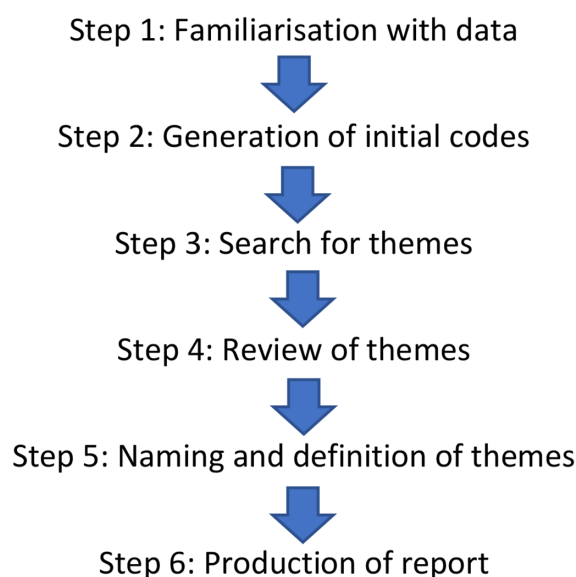 Step 1: Familiarisation with data
Step 2: Generation of initial codes
Step 3: Search for themes
Step 4: Review of themes
Step 5: Naming and definition of themes
Step 6: Production of report